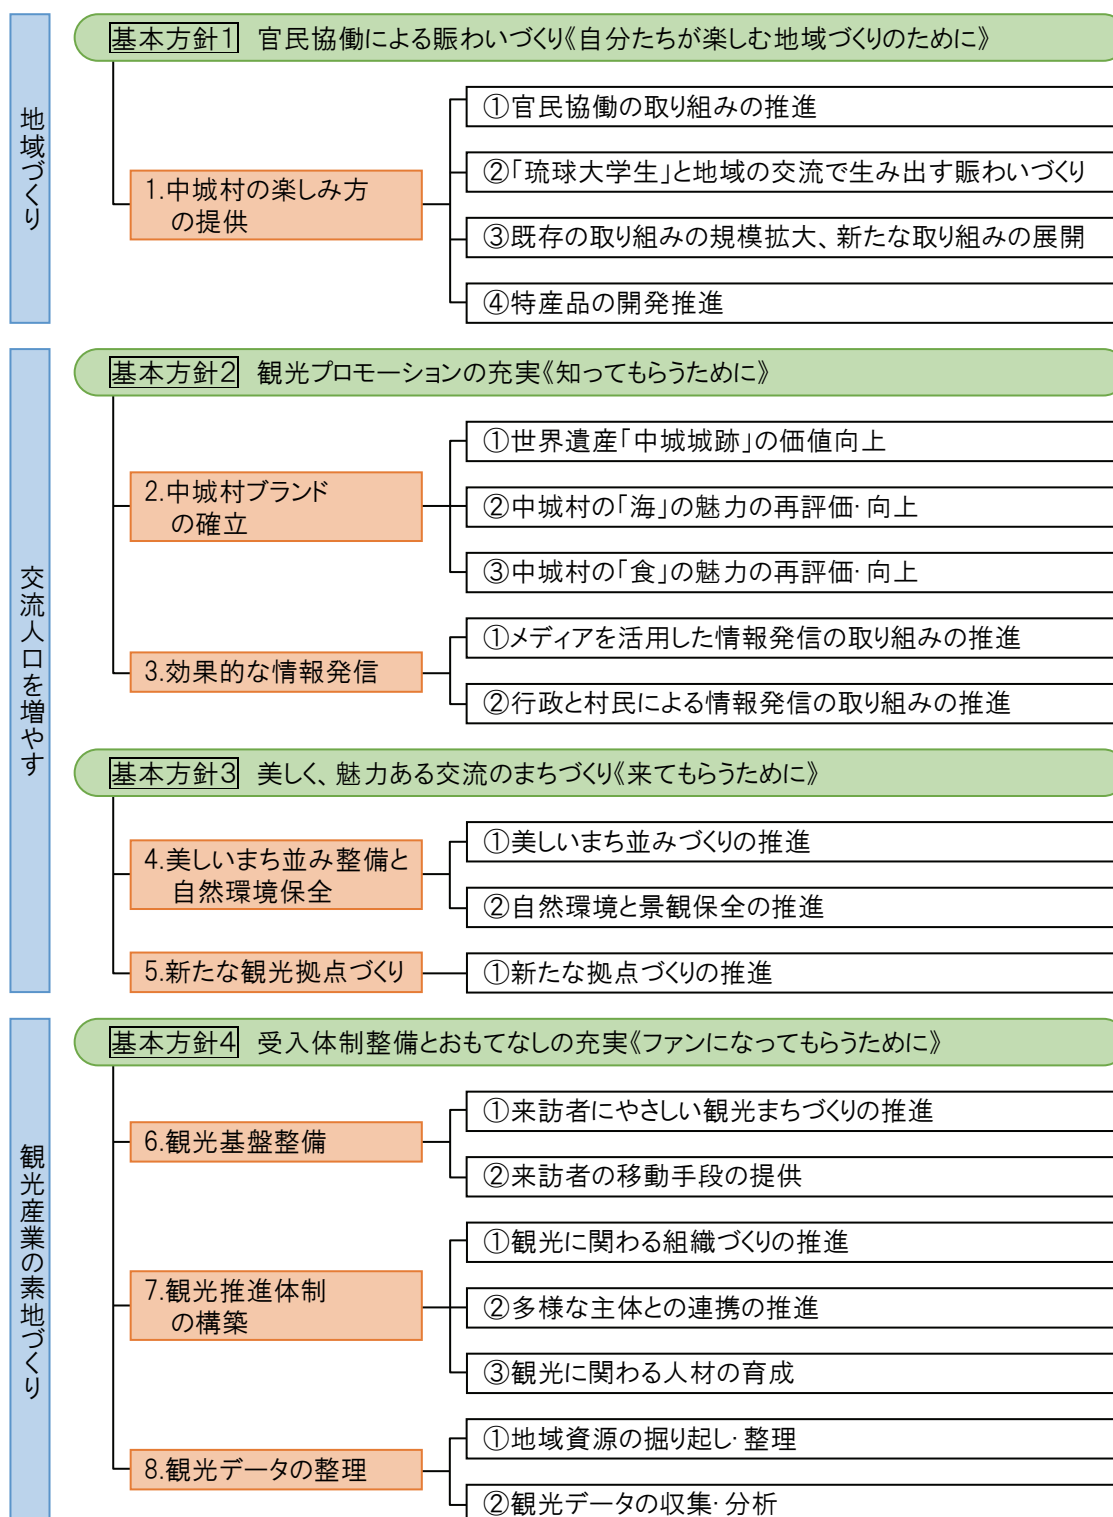 地域づくり
基本方針1 官民協働による賑わいづくり《自分たちが楽しむ地域づくりのために》
1.中城村の楽しみ方
の提供
①官民協働の取り組みの推進
②「琉球大学生」と地域の交流で生み出す賑わいづくり
③既存の取り組みの規模拡大、新たな取り組みの展開
④特産品の開発推進
交流人口を増やす
基本方針2 観光プロモーションの充実《知ってもらうために》
2.中城村ブランド
の確立
①世界遺産「中城城跡」の価値向上
②中城村の「海」の魅力の再評価・向上
③中城村の「食」の魅力の再評価・向上
3.効果的な情報発信
①メディアを活用した情報発信の取り組みの推進
②行政と村民による情報発信の取り組みの推進
基本方針3 美しく、魅力ある交流のまちづくり《来てもらうために》
4.美しいまち並み整備と
自然環境保全
①美しいまち並みづくりの推進
②自然環境と景観保全の推進
5.新たな観光拠点づくり
①新たな拠点づくりの推進
観光産業の素地づくり
基本方針4 受入体制整備とおもてなしの充実《ファンになってもらうために》
6.観光基盤整備
①来訪者にやさしい観光まちづくりの推進
②来訪者の移動手段の提供
7.観光推進体制
の構築
①観光に関わる組織づくりの推進
②多様な主体との連携の推進
③観光に関わる人材の育成
8.観光データの整理
①地域資源の掘り起し・整理
②観光データの収集・分析